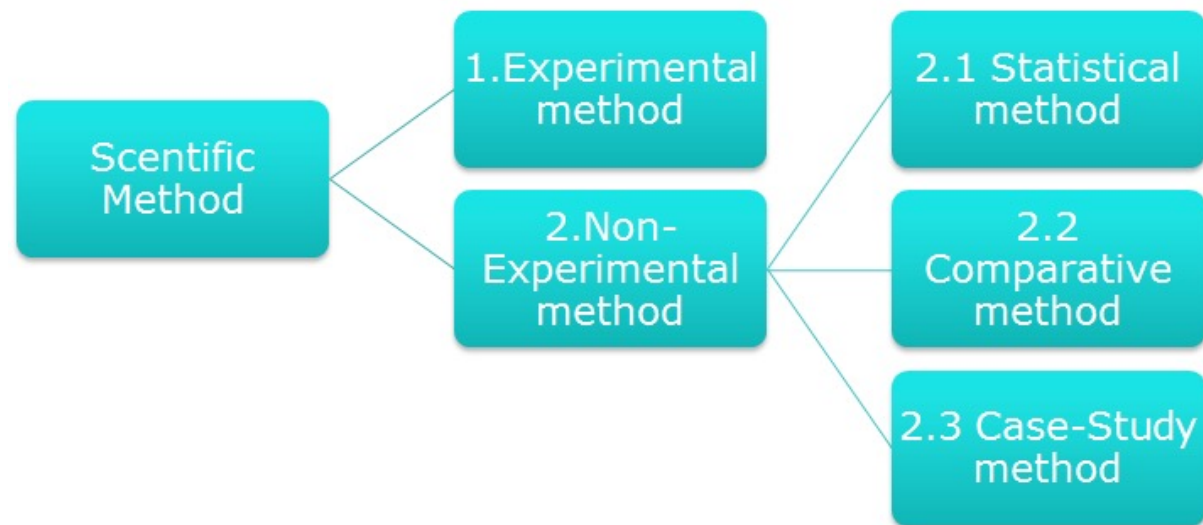 Scentific
Method
1.Experimental
method
2.Non-
Experimental
method
2.1 Statistical
method
2.2
Comparative
method
2.3 Case-Study
method